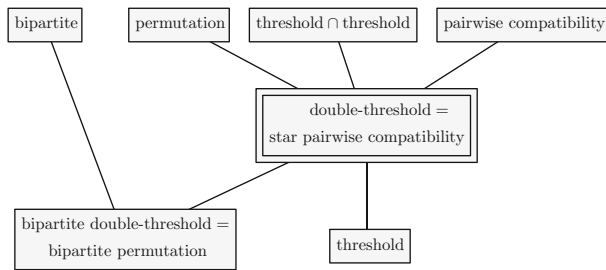 bipartite
permutation
threshold ∩ threshold
pairwise compatibility
double-threshold =
star pairwise compatibility
bipartite double-threshold =
bipartite permutation
threshold